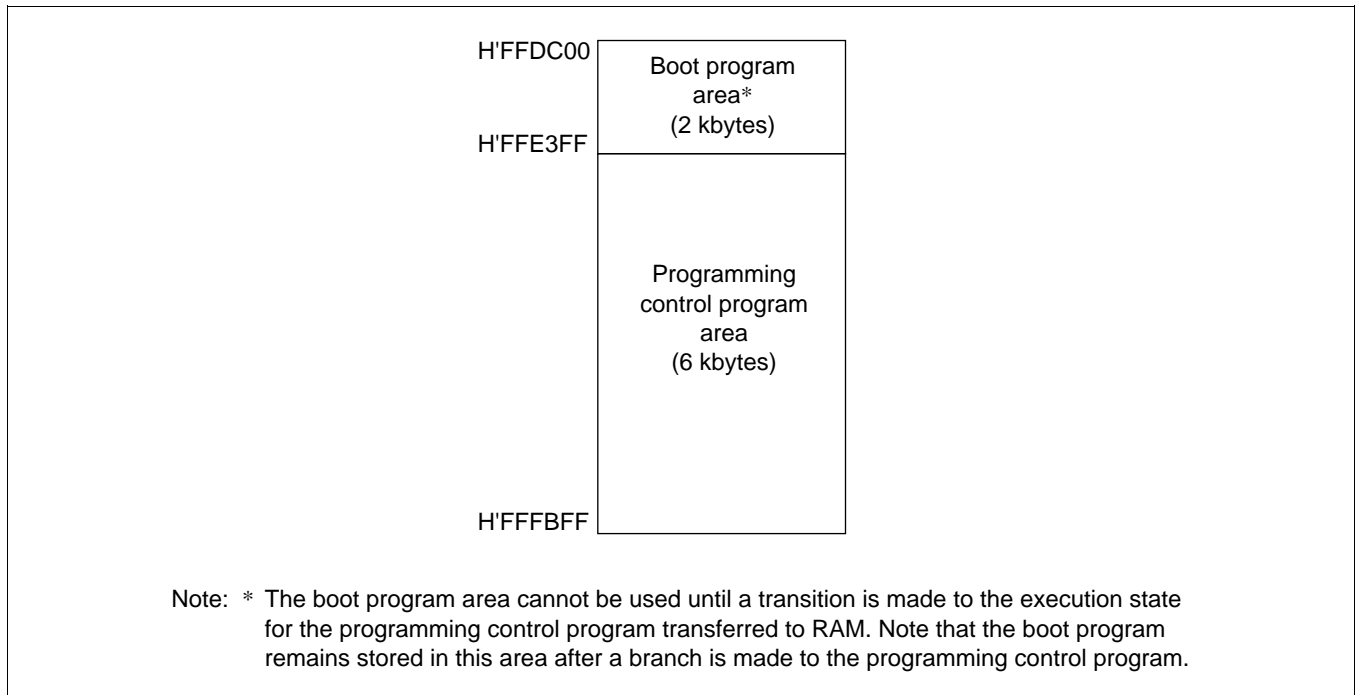 H'FFDC00
Boot program
area*
(2 kbytes)
H'FFE3FF
Programming
control program
area
(6 kbytes)
H'FFFBFF
Note: * The boot program area cannot be used until a transition is made to the execution state
for the programming control program transferred to RAM. Note that the boot program
remains stored in this area after a branch is made to the programming control program.